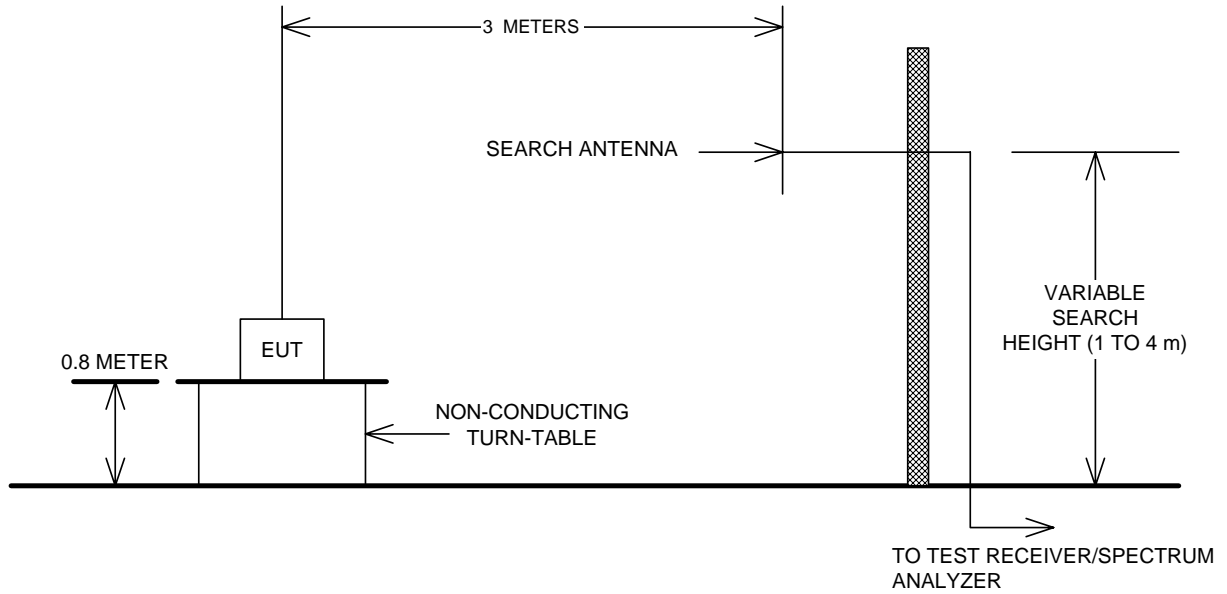 3 METERS
SEARCH ANTENNA
EUT
0.8 METER
NON-CONDUCTING
TURN-TABLE
VARIABLE
SEARCH
HEIGHT (1 TO 4 m)
TO TEST RECEIVER/SPECTRUM
ANALYZER